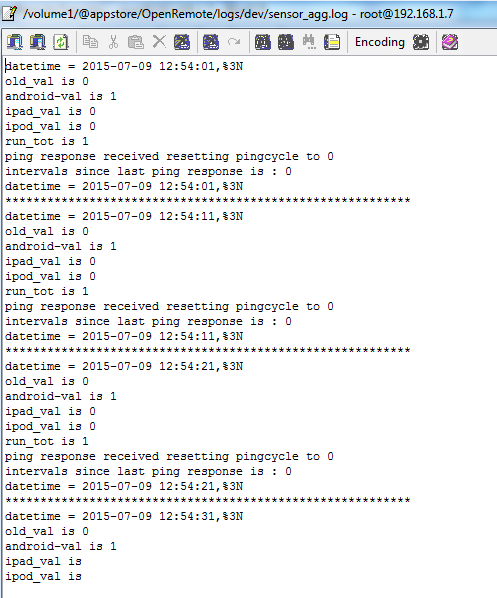 /volume1/@appstore/OpenRemote/logs/dev/sensor_agg.log - root@192.168.1.7
Encoding
datetime = 2015-07-09 12:54:01,%3N
old_val is 0
android-val is 1
ipad_val is 0
ipod_val is 0
run_tot is 1
ping response received resetting pingcycle to 0
intervals since last ping response is : 0
datetime = 2015-07-09 12:54:01,%3N
**********************************************************
datetime = 2015-07-09 12:54:11,%3N
old_val is 0
android-val is 1
ipad_val is 0
ipod_val is 0
run_tot is 1
ping response received resetting pingcycle to 0
intervals since last ping response is : 0
datetime = 2015-07-09 12:54:11,%3N
**********************************************************
datetime = 2015-07-09 12:54:21,%3N
old_val is 0
android-val is 1
ipad_val is 0
ipod_val is 0
run_tot is 1
ping response received resetting pingcycle to 0
intervals since last ping response is : 0
datetime = 2015-07-09 12:54:21,%3N
**********************************************************
datetime = 2015-07-09 12:54:31,%3N
old_val is 0
android-val is 1
ipad_val is
ipod_val is